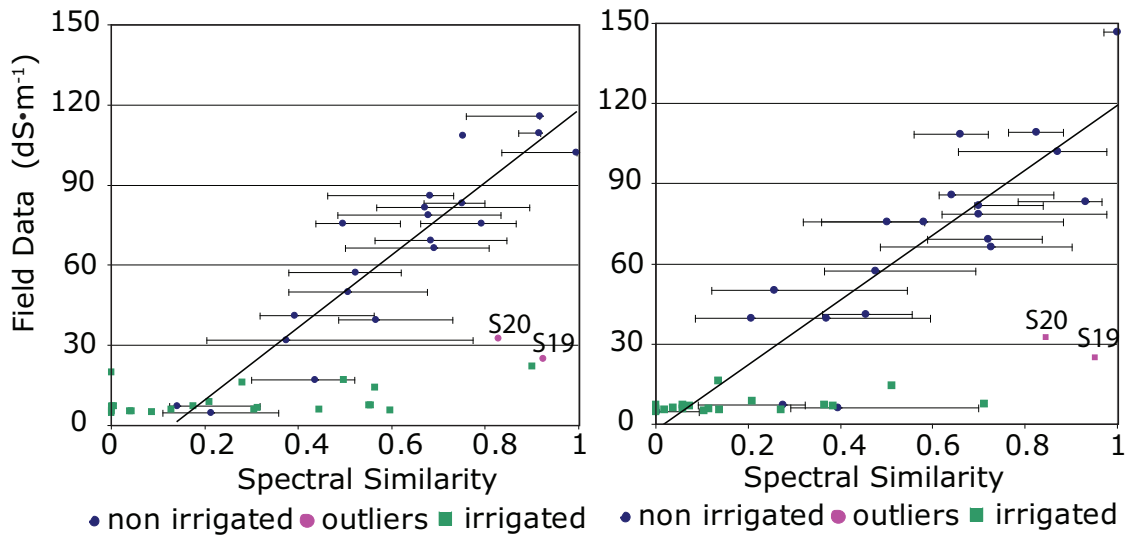 Field Data (dS•m⁻¹)
150
120
90
60
30
0
S20
S19
0
0.2
0.4
0.6
0.8
1
Spectral Similarity
non irrigated
outliers
irrigated
150
120
90
60
30
0
S20
S19
0
0.2
0.4
0.6
0.8
1
Spectral Similarity
non irrigated
outliers
irrigated